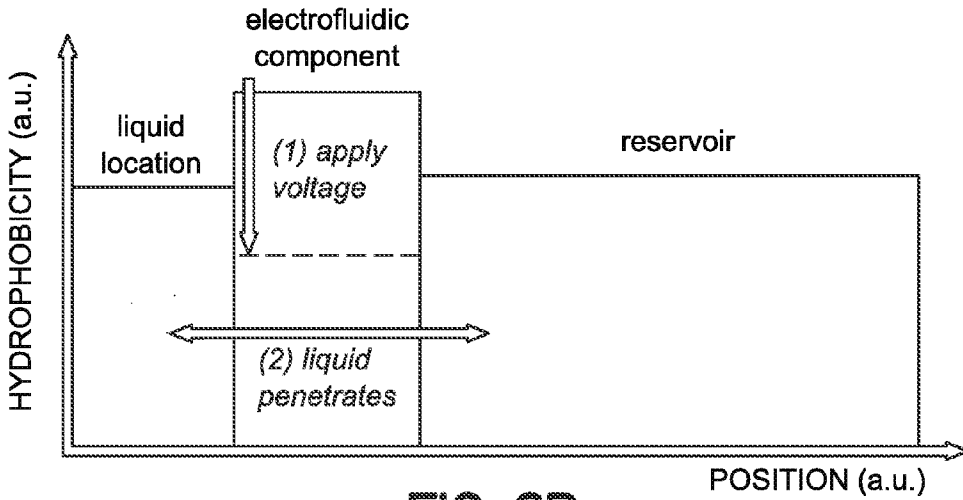 electrofluidic
component
HYDROPHOBICITY (a.u.)
liquid
location
(1) apply
voltage
reservoir
(2) liquid
penetrates
POSITION (a.u.)